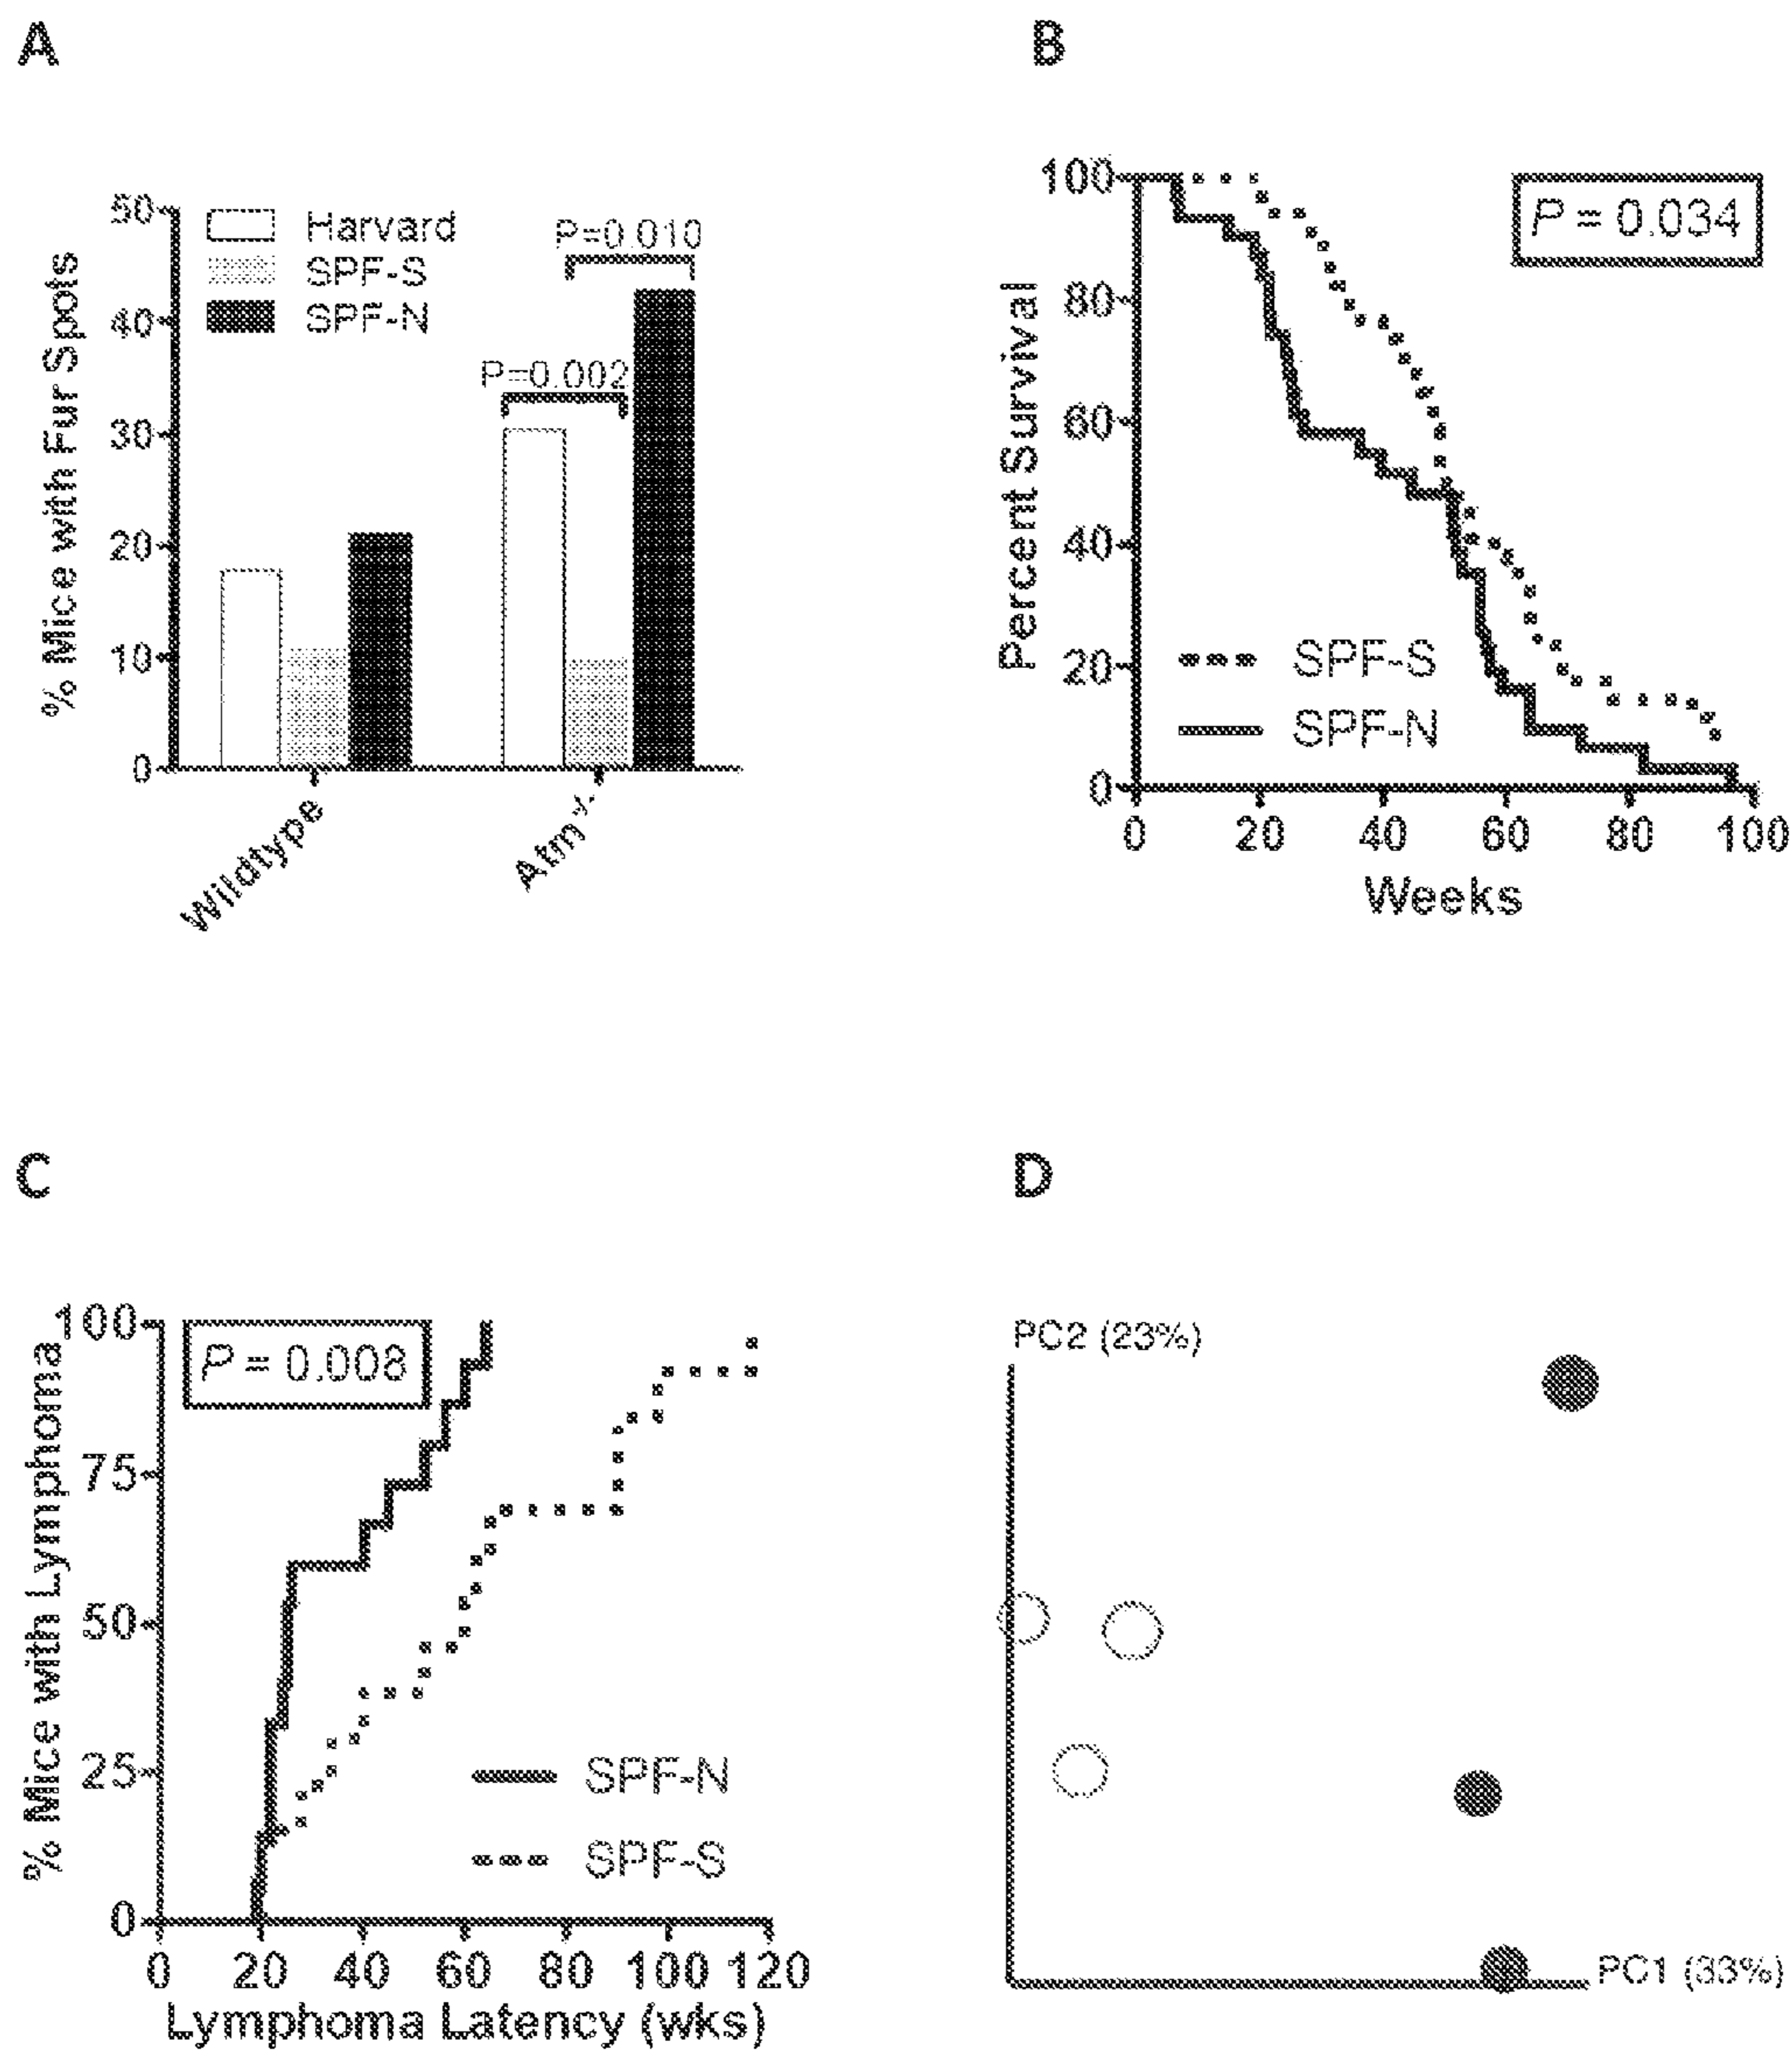 A
50
40
30
20
10
0
% Mice with Fur Spots
Harvard
SPF-S
SPF-N
P=0.010
P=0.002
Wildtype
Atm-/-
B
100
80
60
40
20
0
Percent Survival
P = 0.034
SPF-S
SPF-N
0 20 40 60 80 100
Weeks
C
100
75
50
25
0
% Mice with Lymphoma
P = 0.008
SPF-N
SPF-S
0 20 40 60 80 100 120
Lymphoma Latency (wks)
D
PC2 (23%)
PC1 (33%)